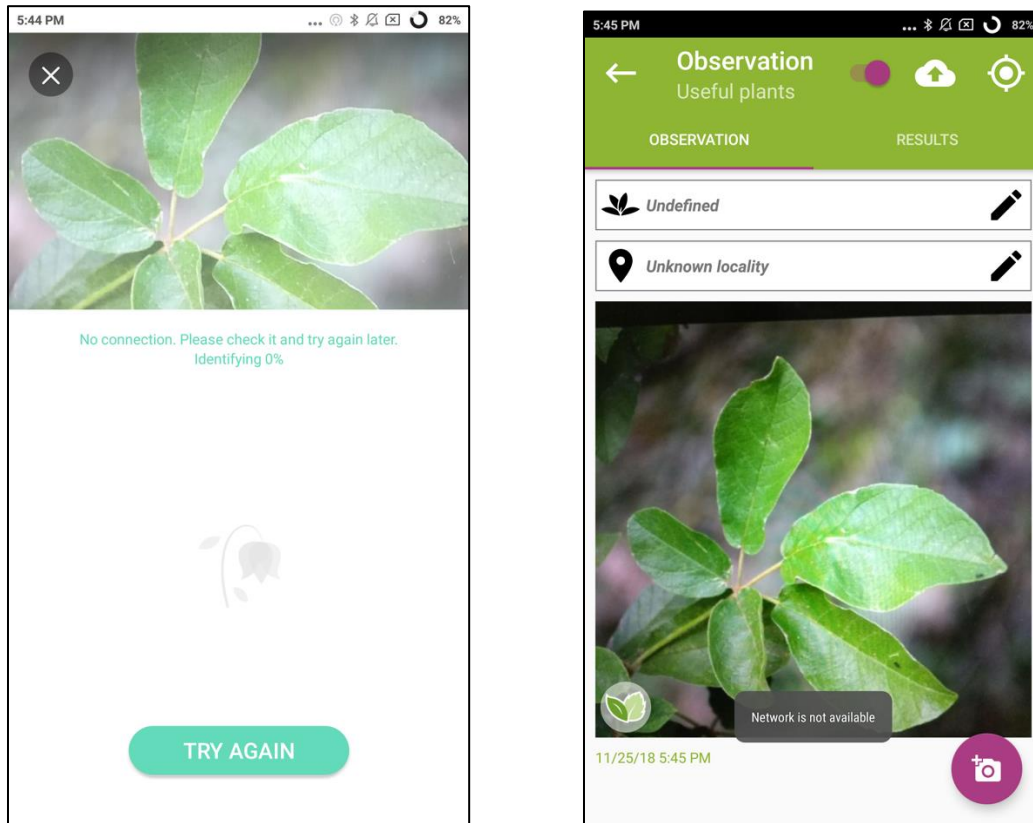 5:44 PM
82%
No connection. Please check it and try again later.
Identifying 0%
TRY AGAIN
5:45 PM
82%
Observation
Useful plants
OBSERVATION
RESULTS
Undefined
Unknown locality
Network is not available
11/25/18 5:45 PM